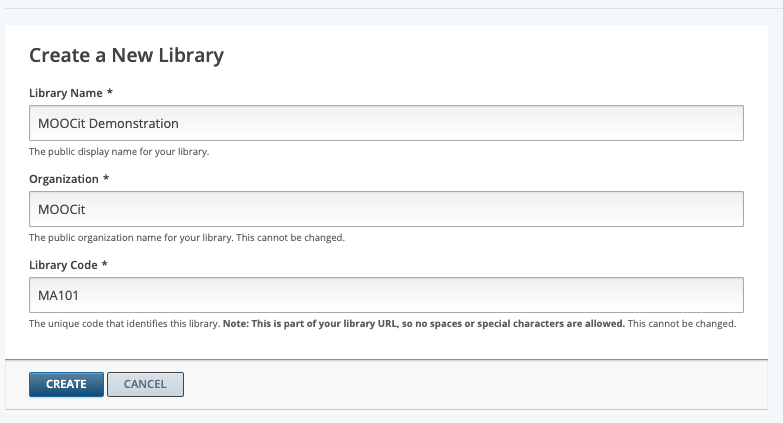 Create a New Library
Library Name *
MOOCit Demonstration
The public display name for your library.
Organization *
MOOCit
The public organization name for your library. This cannot be changed.
Library Code *
MA101
The unique code that identifies this library. Note: This is part of your library URL, so no spaces or special characters are allowed. This cannot be changed.
CREATE CANCEL